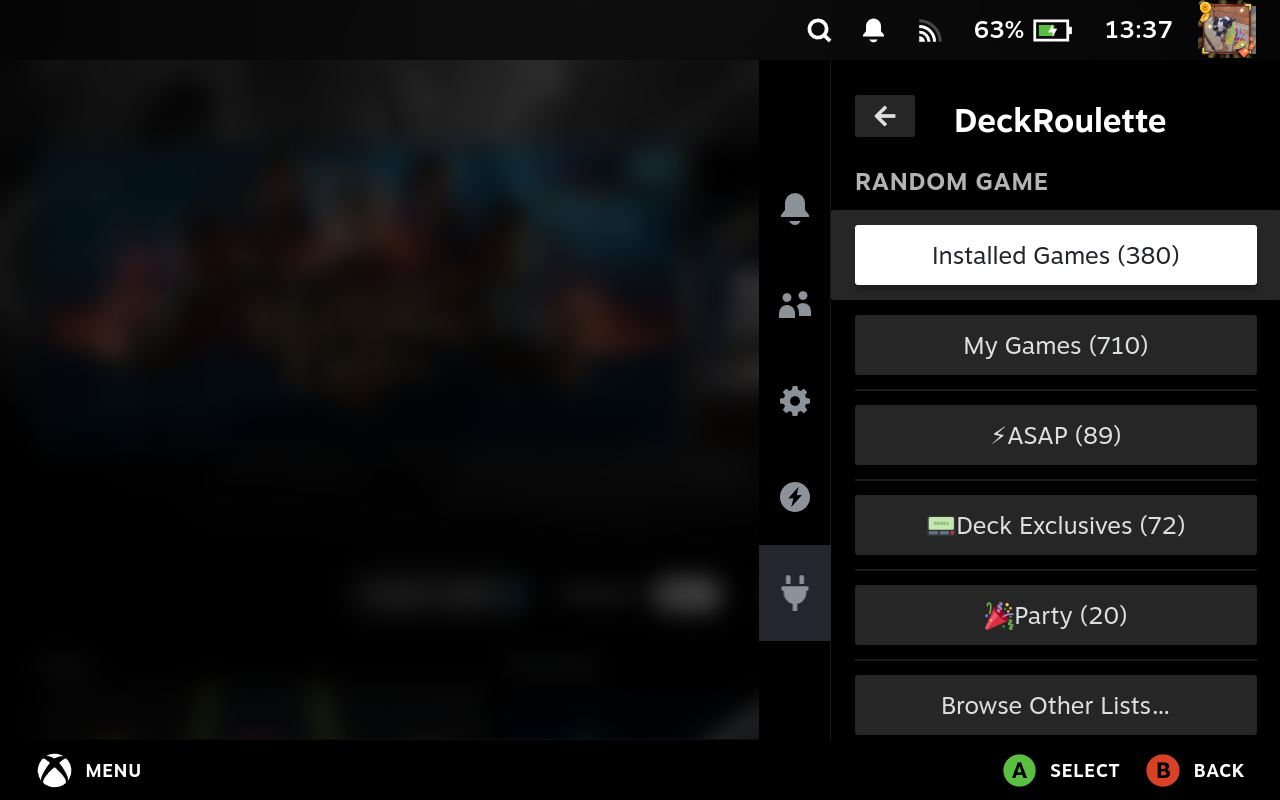 63%
13:37
DeckRoulette
RANDOM GAME
Installed Games (380)
My Games (710)
⚡ASAP (89)
Deck Exclusives (72)
🎉Party (20)
Browse Other Lists...
MENU
A SELECT
B BACK